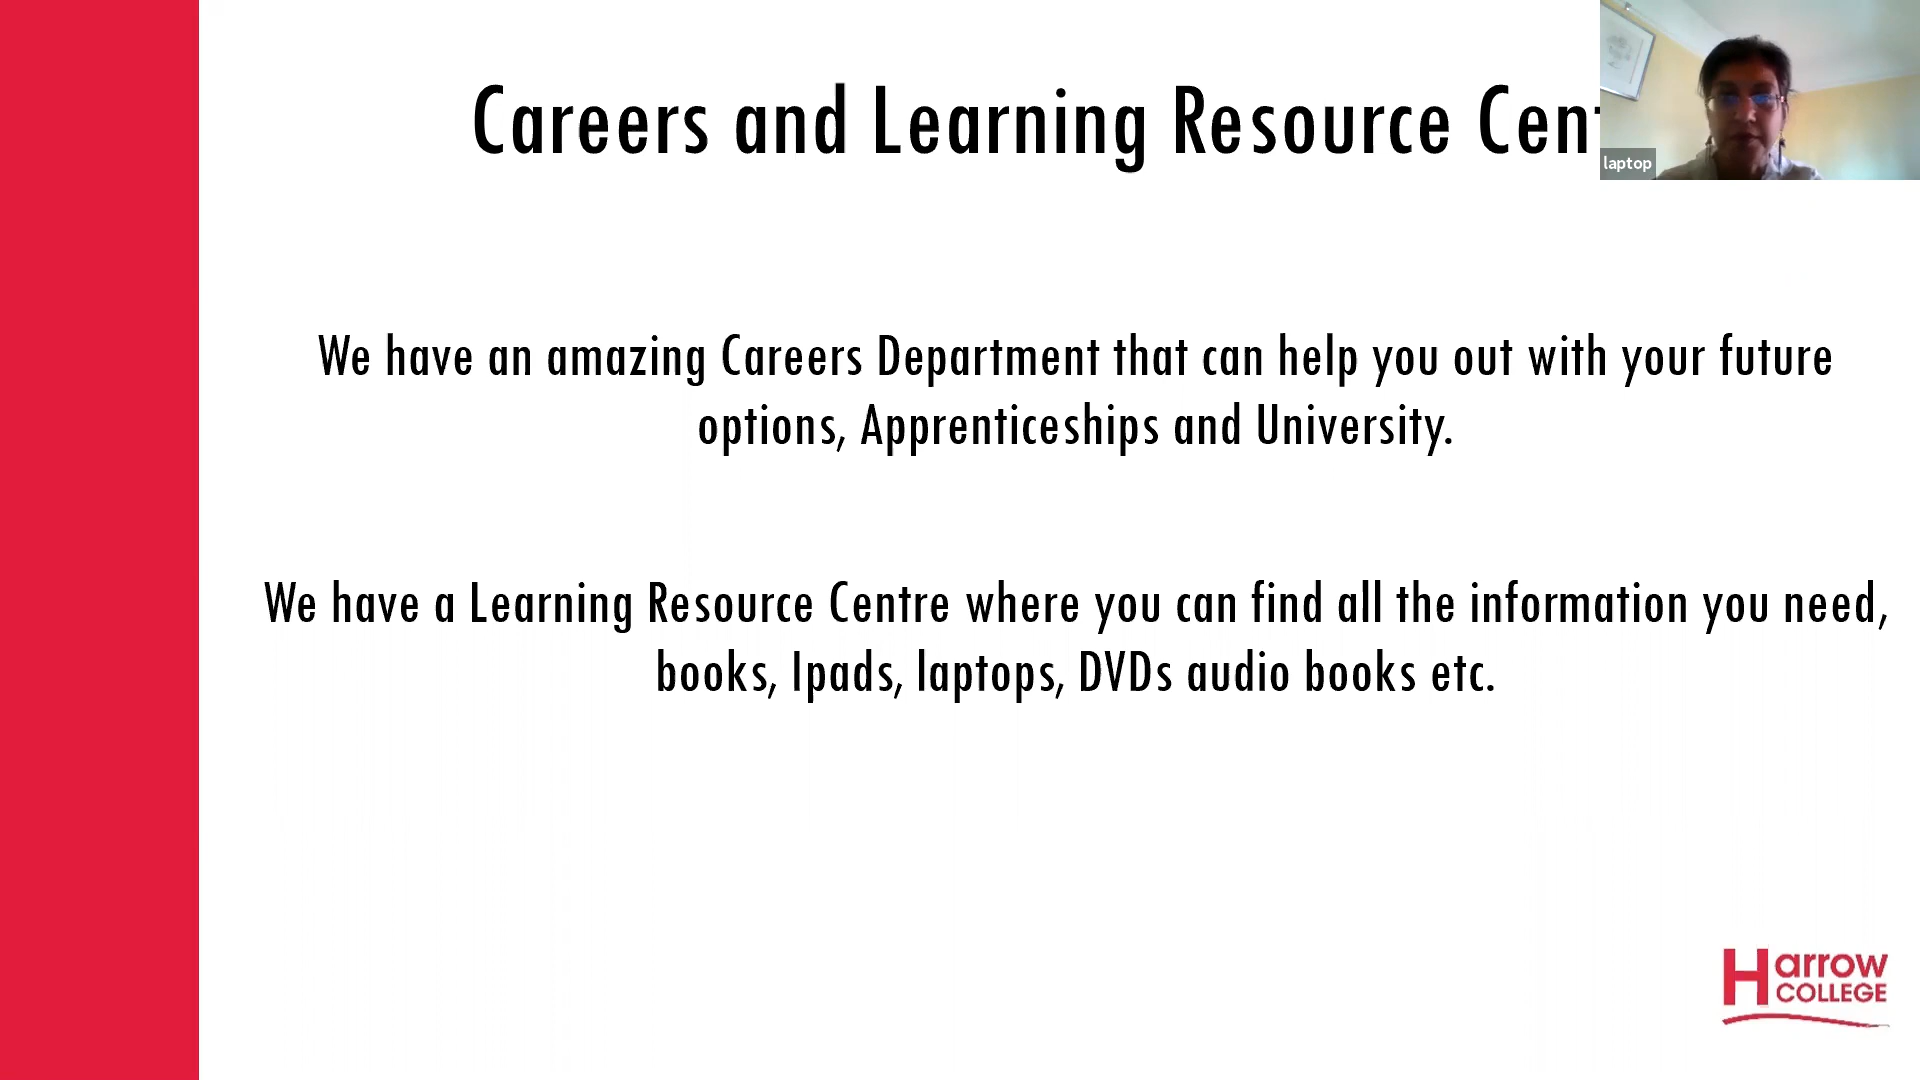 Careers and Learning Resource Cent
laptop
We have an amazing Careers Department that can help you out with your future
options, Apprenticeships and University.
We have a Learning Resource Centre where you can find all the information you need,
books, Ipads, laptops, DVDs audio books etc.
Harrow
COLLEGE